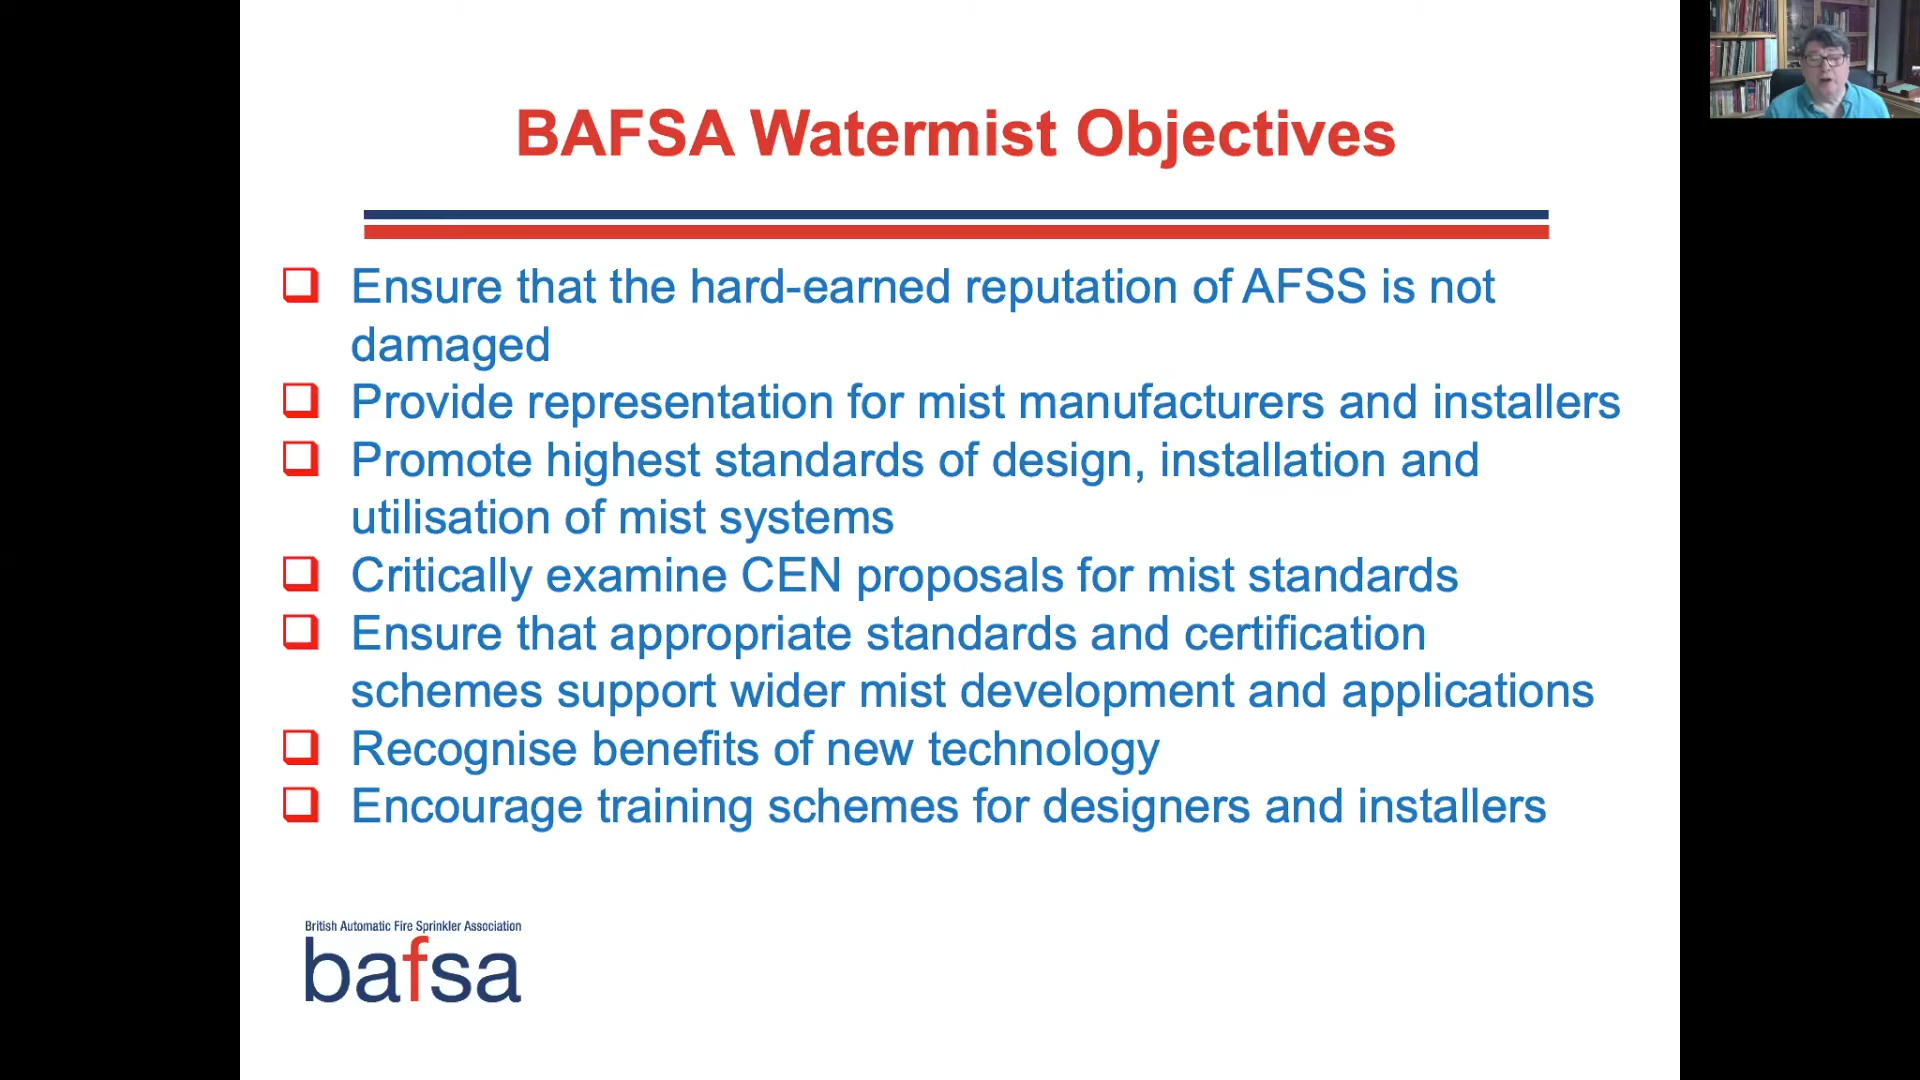 BAFSA Watermist Objectives
Ensure that the hard-earned reputation of AFSS is not
damaged
Provide representation for mist manufacturers and installers
Promote highest standards of design, installation and
utilisation of mist systems
Critically examine CEN proposals for mist standards
Ensure that appropriate standards and certification
schemes support wider mist development and applications
Recognise benefits of new technology
Encourage training schemes for designers and installers
British Automatic Fire Sprinkler Association
bafsa